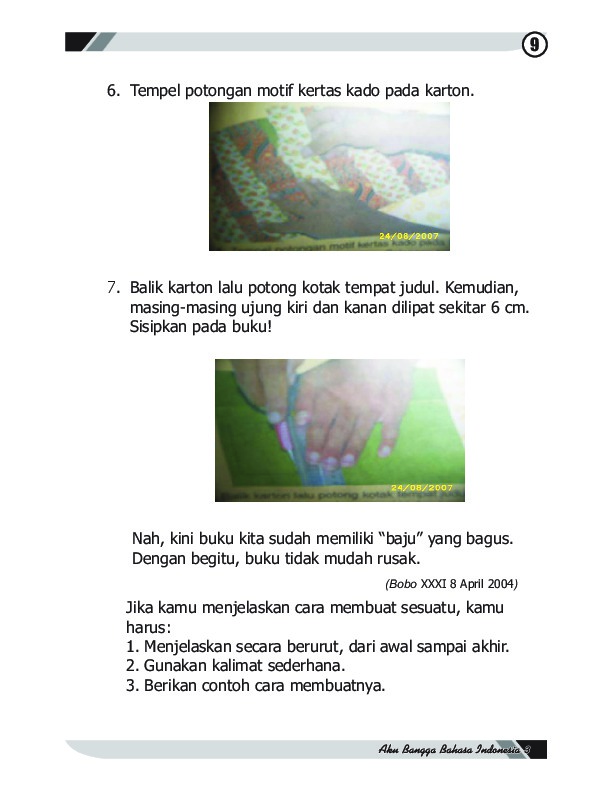 9
6. Tempel potongan motif kertas kado pada karton.
24/08/2007
Tempel potongan motif kertas kado pada
7. Balik karton lalu potong kotak tempat judul. Kemudian,
masing-masing ujung kiri dan kanan dilipat sekitar 6 cm.
Sisipkan pada buku!
24/08/2007
Balik karton lalu potong kotak tempat judul
Nah, kini buku kita sudah memiliki “baju” yang bagus.
Dengan begitu, buku tidak mudah rusak.
(Bobo XXXI 8 April 2004)
Jika kamu menjelaskan cara membuat sesuatu, kamu
harus:
1. Menjelaskan secara berurut, dari awal sampai akhir.
2. Gunakan kalimat sederhana.
3. Berikan contoh cara membuatnya.
Aku Bangga Bahasa Indonesia 3